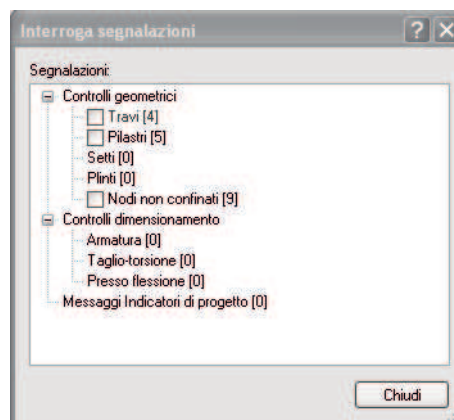 Interroga segnalazioni
Segnalazioni:
Controlli geometrici
Travi [4]
Pilastri [5]
Setti [0]
Plinti [0]
Nodi non confinati [9]
Controlli dimensionamento
Armatura [0]
Taglio-torsione [0]
Presso flessione [0]
Messaggi Indicatori di progetto [0]
Chiudi